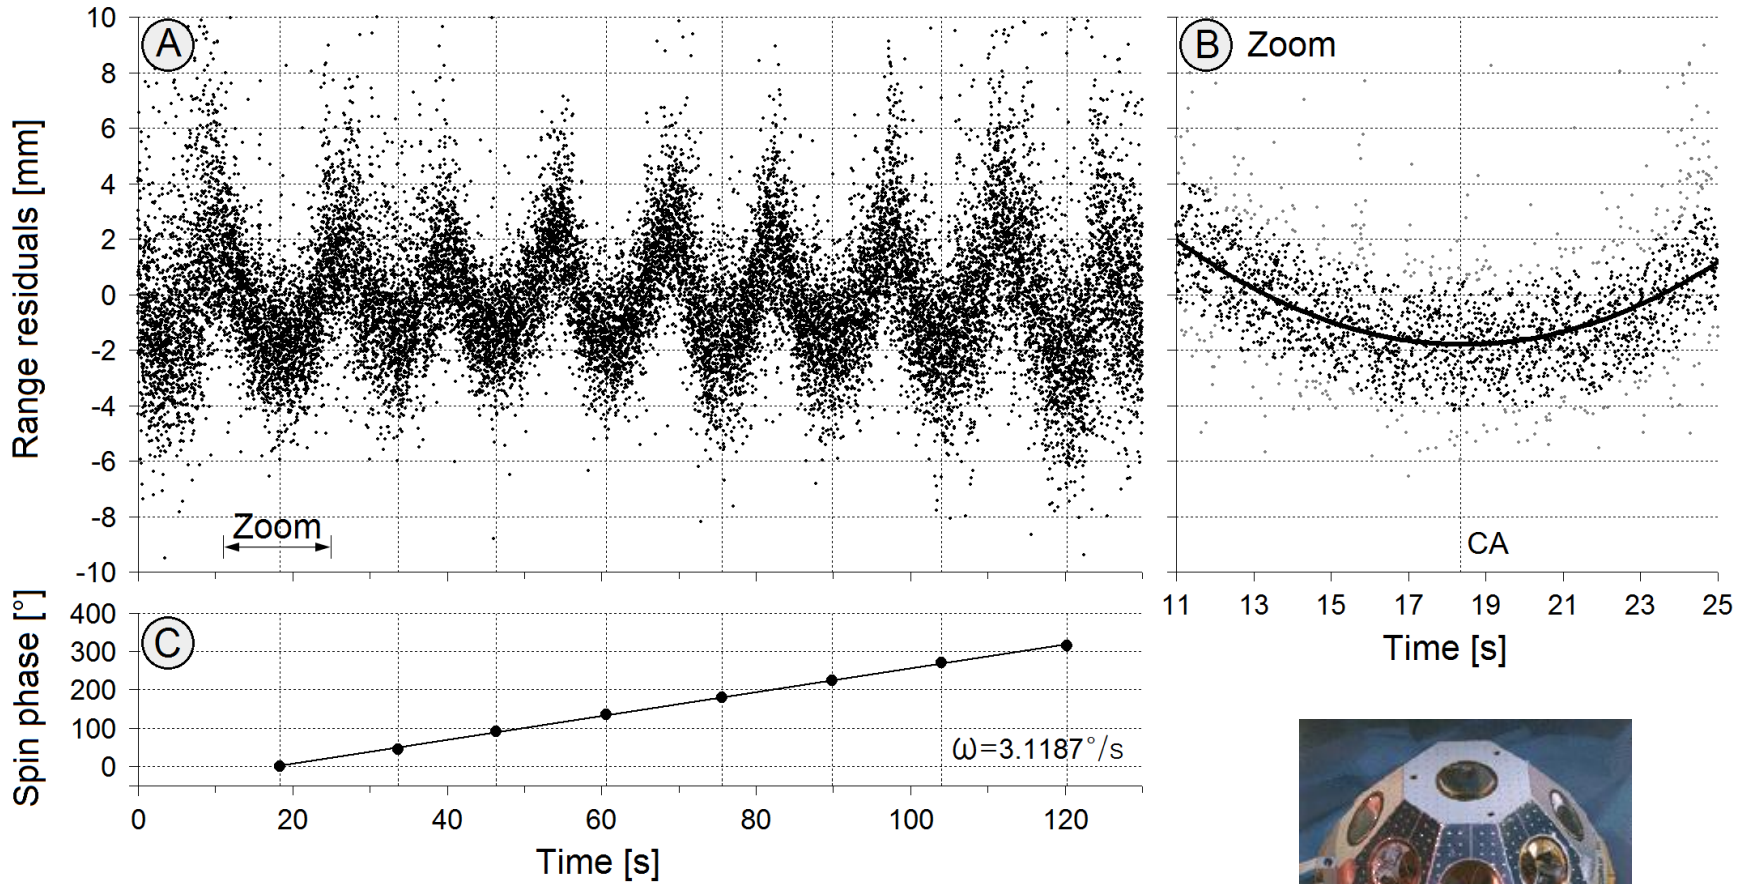 Range residuals [mm]
10
8
6
4
2
0
-2
-4
-6
-8
-10
A
Zoom
B Zoom
CA
11 13 15 17 19 21 23 25
Time [s]
Spin phase [°]
400
300
200
100
0
C
ω=3.1187°/s
0 20 40 60 80 100 120
Time [s]